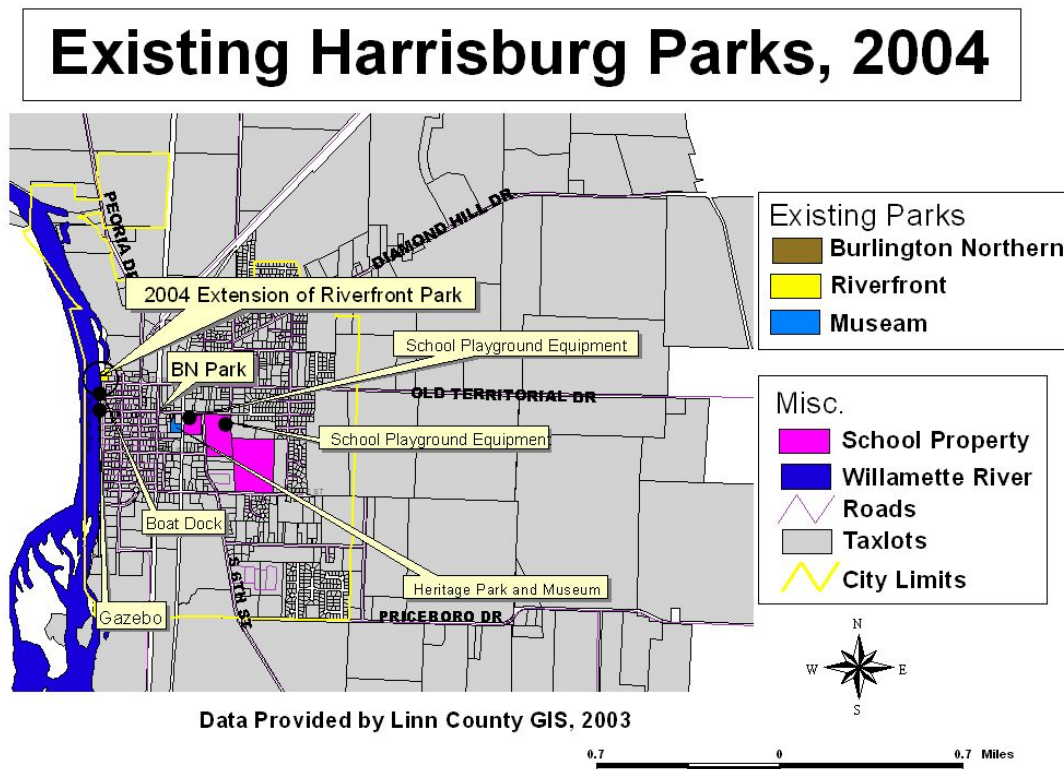 Existing Harrisburg Parks, 2004
PEORIA DR
DIAMOND HILL DR
2004 Extension of Riverfront Park
School Playground Equipment
BN Park
OLD TERRITORIAL DR
School Playground Equipment
Boat Dock
Heritage Park and Museum
S 6TH ST
Gazebo
PRICEBORO DR
Existing Parks
Burlington Northern
Riverfront
Museam
Misc.
School Property
Willamette River
Roads
Taxlots
City Limits
N
W
E
S
Data Provided by Linn County GIS, 2003
0.7 0 0.7 Miles